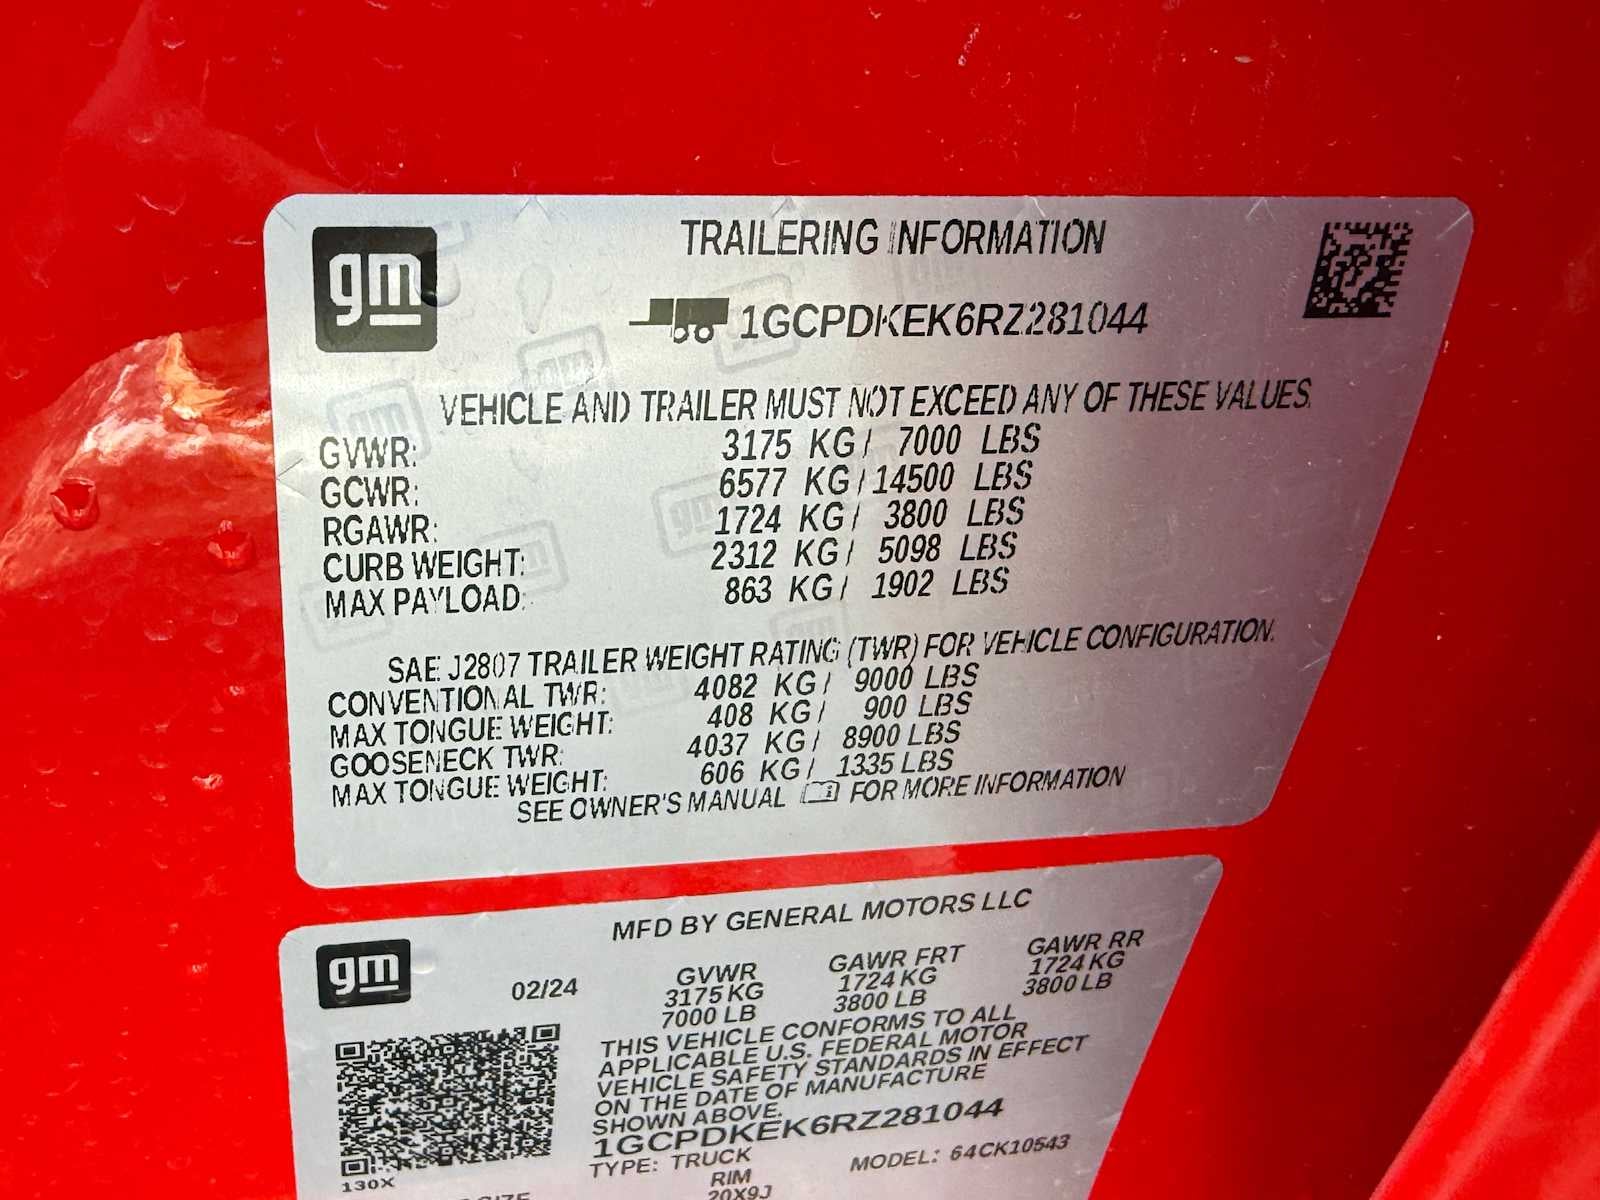 gm
TRAILERING INFORMATION
1GCPDKEK6RZ281044
VEHICLE AND TRAILER MUST NOT EXCEED ANY OF THESE VALUES.
GVWR: 3175 KG / 7000 LBS
GCWR: 6577 KG / 14500 LBS
RGAWR: 1724 KG / 3800 LBS
CURB WEIGHT: 2312 KG / 5098 LBS
MAX PAYLOAD: 863 KG / 1902 LBS
SAE J2807 TRAILER WEIGHT RATING (TWR) FOR VEHICLE CONFIGURATION.
CONVENTIONAL TWR: 4082 KG / 9000 LBS
MAX TONGUE WEIGHT: 408 KG / 900 LBS
GOOSENECK TWR: 4037 KG / 8900 LBS
MAX TONGUE WEIGHT: 606 KG / 1335 LBS
SEE OWNER'S MANUAL FOR MORE INFORMATION
gm
MFD BY GENERAL MOTORS LLC
02/24
GVWR GAWR FRT GAWR RR
3175 KG 1724 KG 1724 KG
7000 LB 3800 LB 3800 LB
THIS VEHICLE CONFORMS TO ALL
APPLICABLE U.S. FEDERAL MOTOR
VEHICLE SAFETY STANDARDS IN EFFECT
ON THE DATE OF MANUFACTURE
SHOWN ABOVE.
1GCPDKEK6RZ281044
TYPE: TRUCK MODEL: 64CK10543
130X
RIM
20X9J